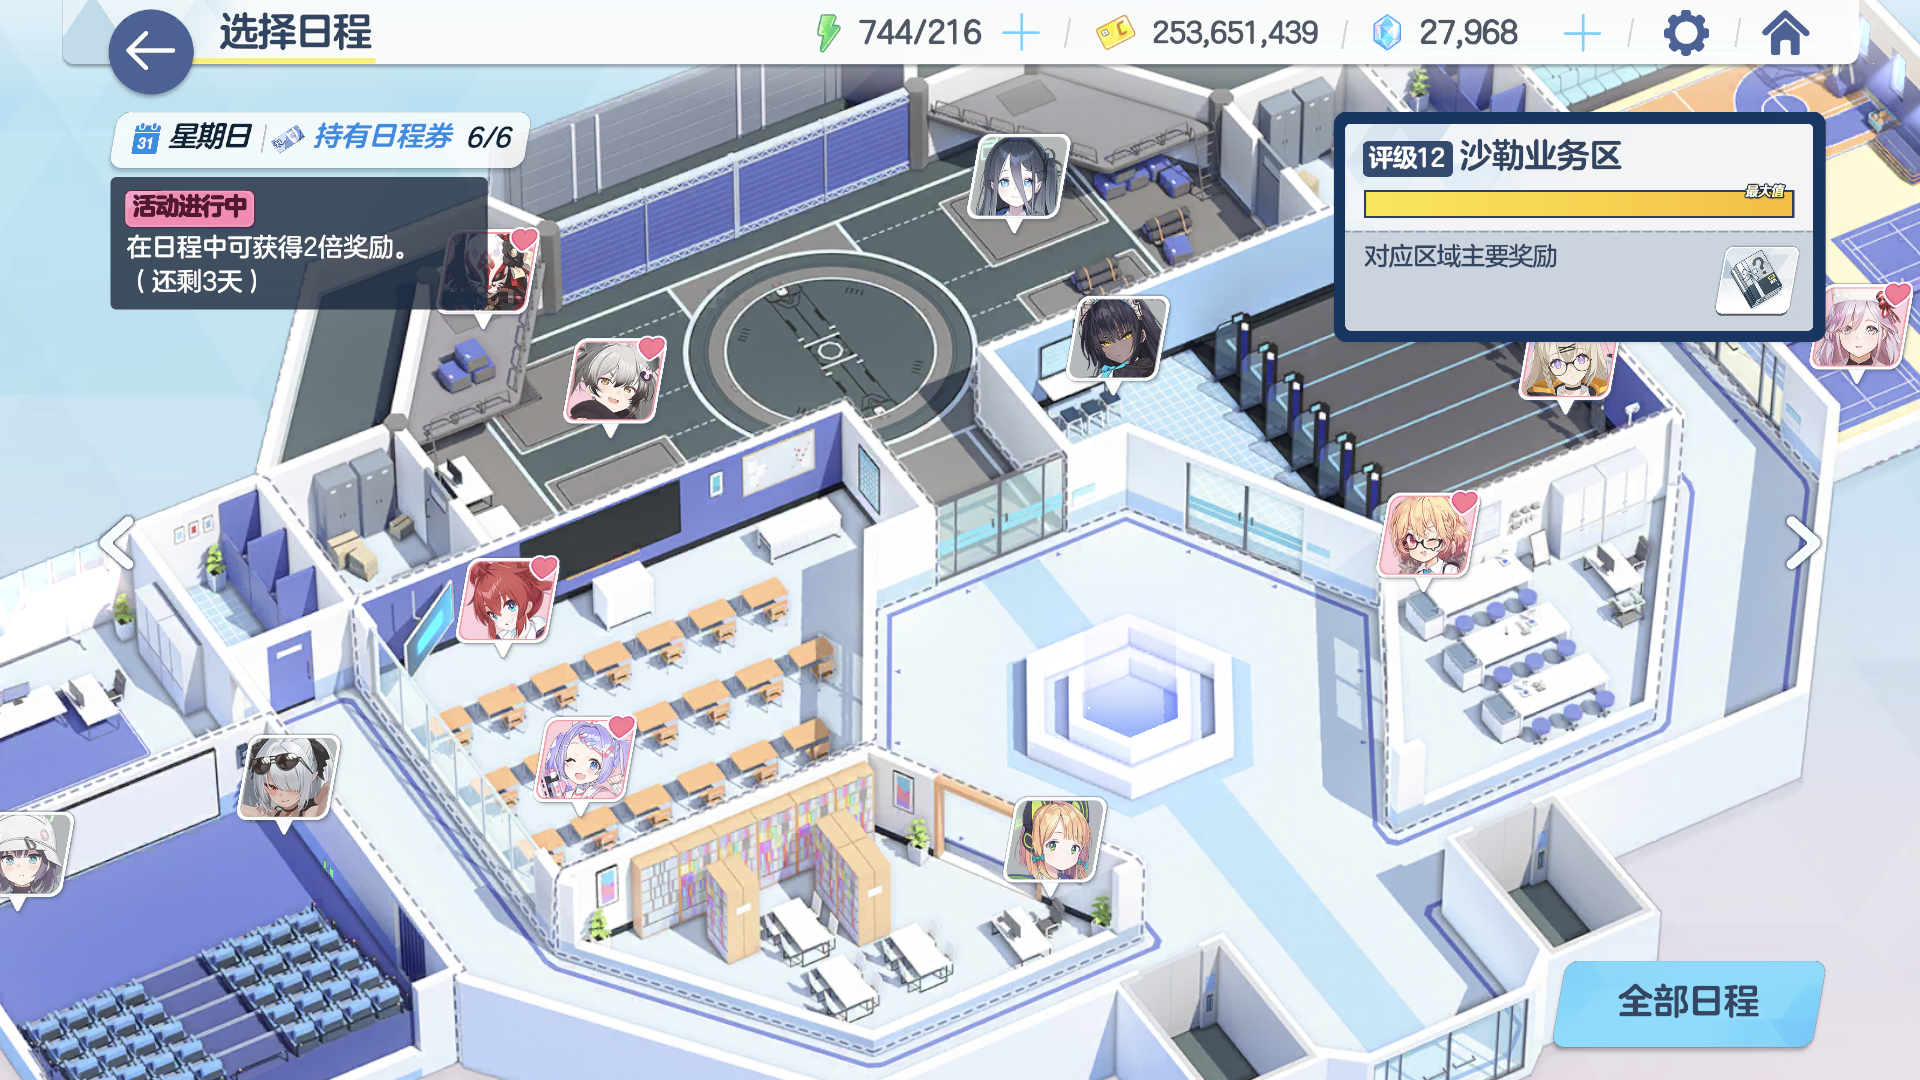 选择日程
744/216
253,651,439
27,968
31 星期日 持有日程券 6/6
活动进行中
在日程中可获得2倍奖励。
(还剩3天)
评级12 沙勒业务区
最大值
对应区域主要奖励
全部日程